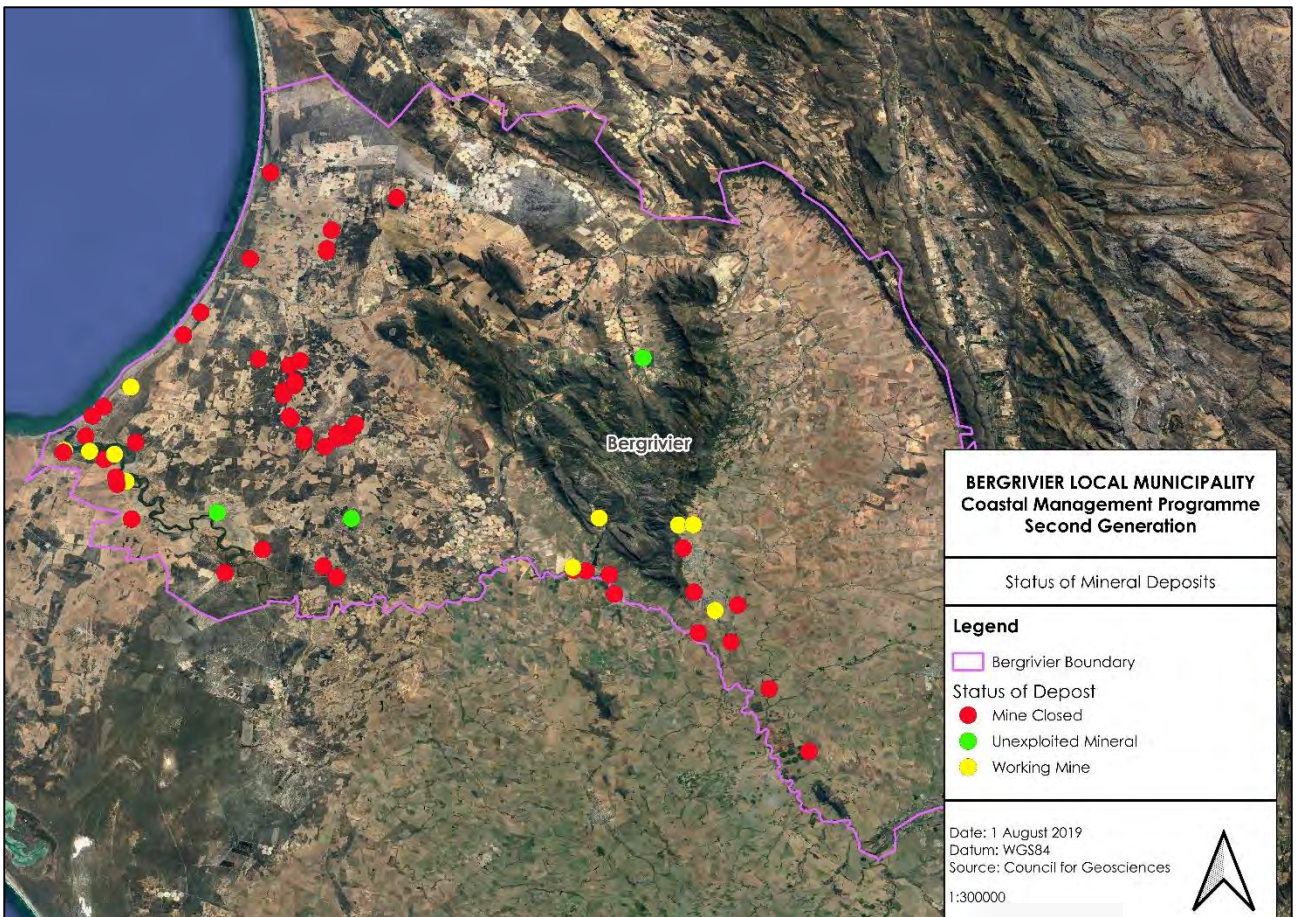 Bergrivier
BERGRIVIER LOCAL MUNICIPALITY
Coastal Management Programme
Second Generation
Status of Mineral Deposits
Legend
Bergrivier Boundary
Status of Depost
Mine Closed
Unexploited Mineral
Working Mine
Date: 1 August 2019
Datum: WGS84
Source: Council for Geosciences
1:300000